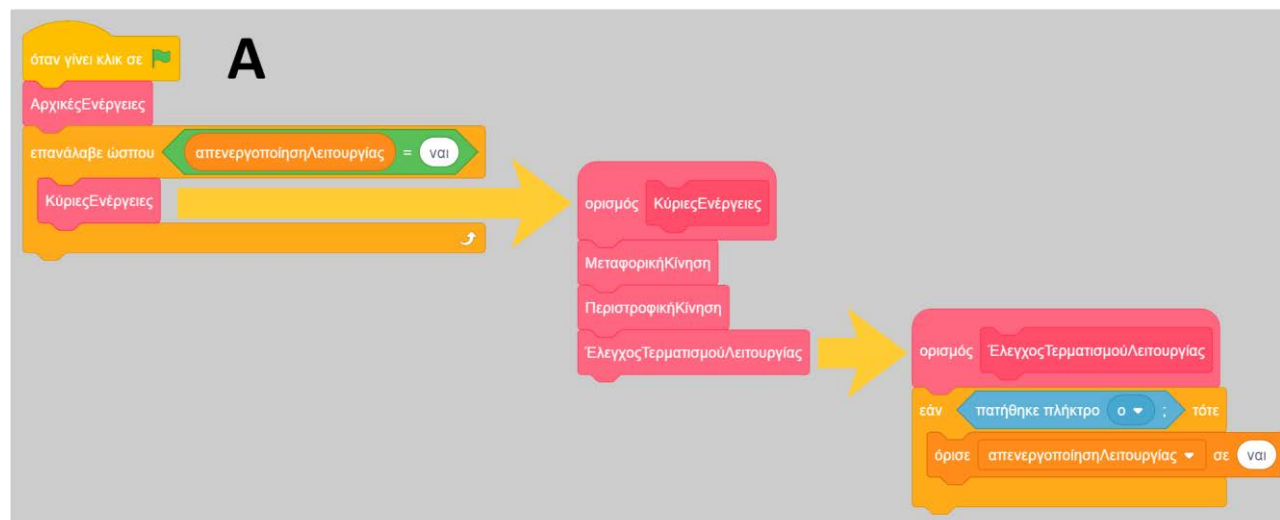 A
όταν γίνει κλικ σε
ΑρχικέςΕνέργειες
επανάλαβε ώσπου απενεργοποίησηΛειτουργίας = ναι
ΚύριεςΕνέργειες
ορισμός ΚύριεςΕνέργειες
ΜεταφορικήΚίνηση
ΠεριστροφικήΚίνηση
ΈλεγχοςΤερματισμούΛειτουργίας
ορισμός ΈλεγχοςΤερματισμούΛειτουργίας
εάν πατήθηκε πλήκτρο ο ; τότε
όρισε απενεργοποίησηΛειτουργίας σε ναι